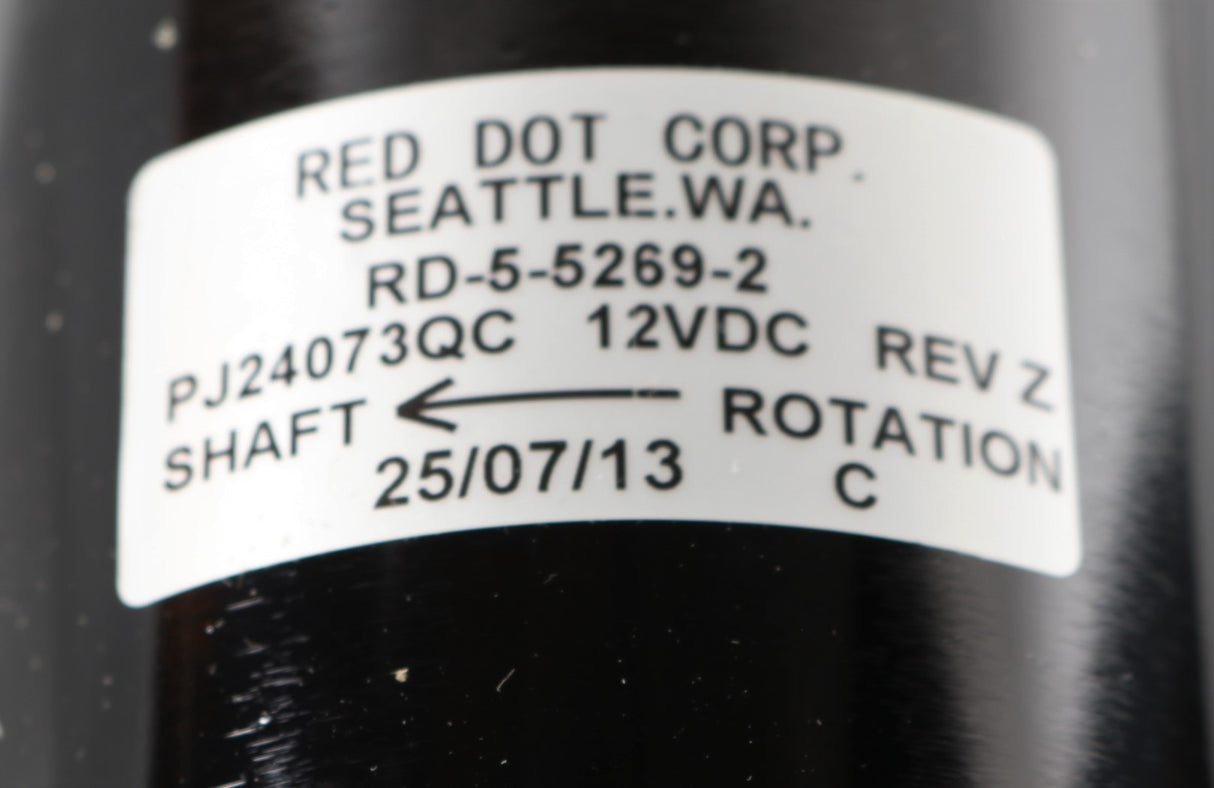 RED DOT CORP.
SEATTLE.WA.
RD-5-5269-2
PJ24073QC 12VDC REV Z
SHAFT ← ROTATION
25/07/13 C